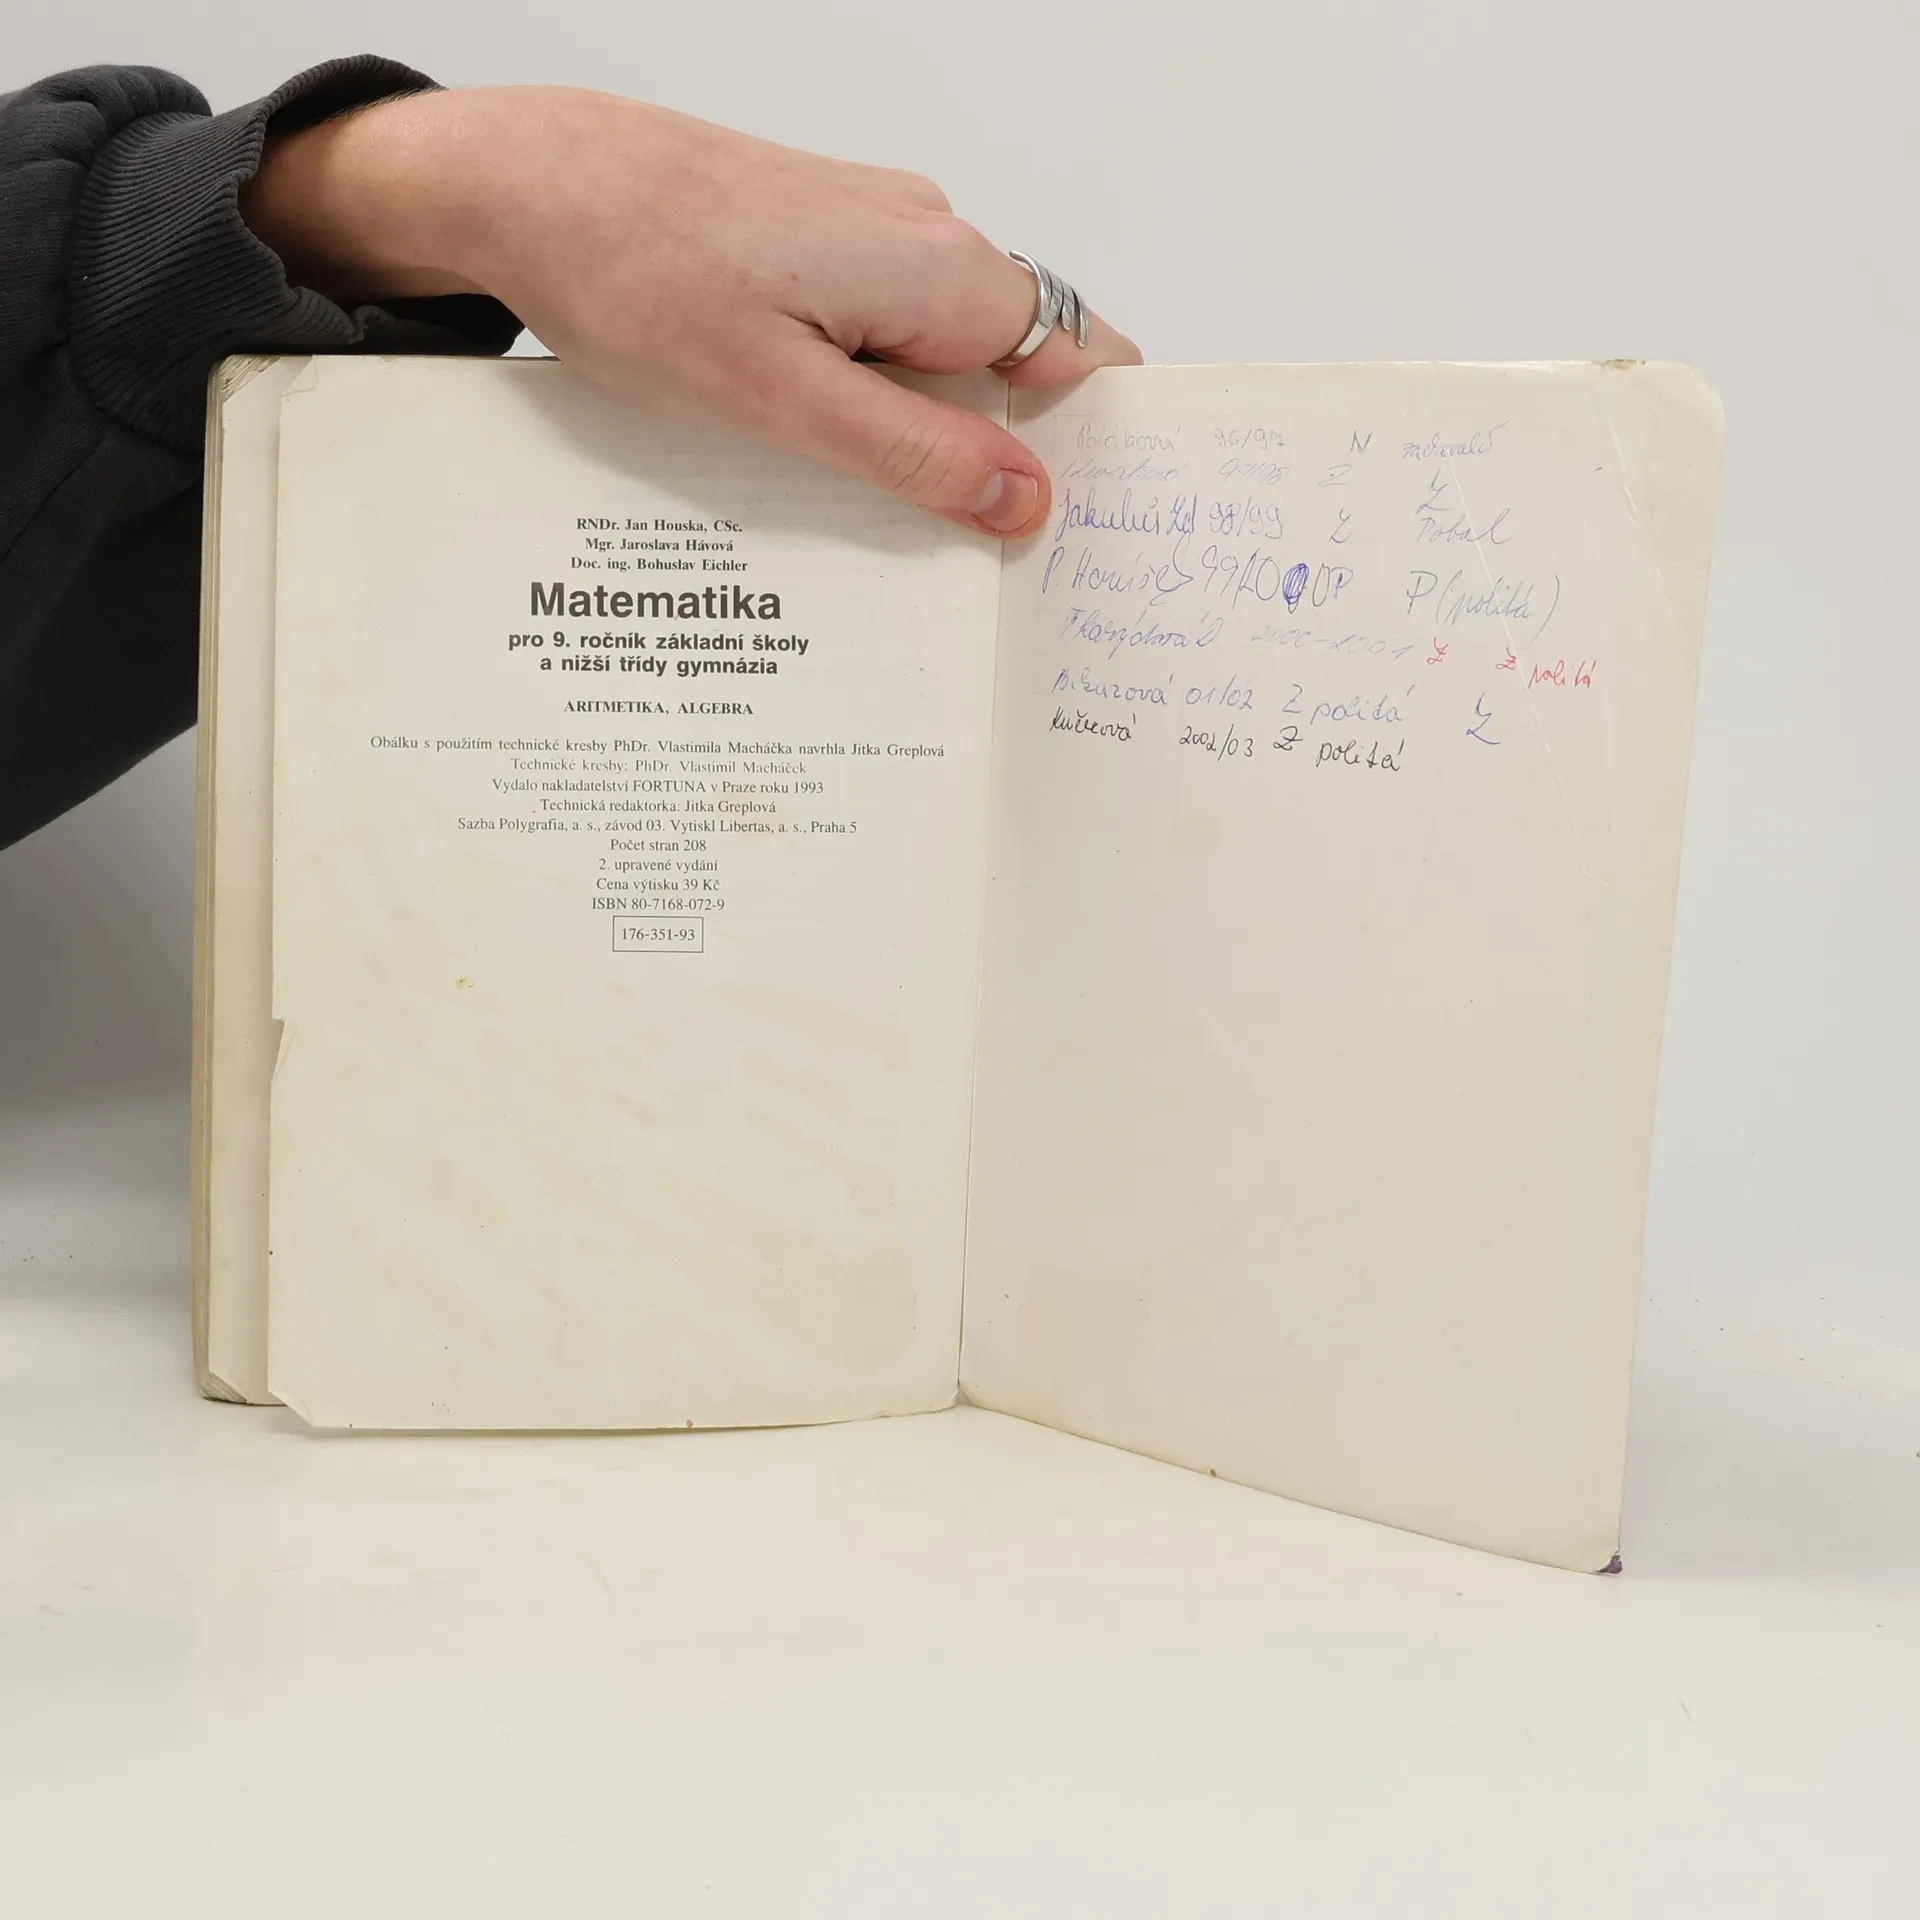 RNDr. Jan Houska, CSc.
Mgr. Jaroslava Hávová
Doc. ing. Bohuslav Eichler
Matematika
pro 9. ročník základní školy
a nižší třídy gymnázia
ARITMETIKA, ALGEBRA
Obálku s použitím technické kresby PhDr. Vlastimila Macháčka navrhla Jitka Greplová
Technické kresby: PhDr. Vlastimil Macháček
Vydalo nakladatelství FORTUNA v Praze roku 1993
Technická redaktorka: Jitka Greplová
Sazba Polygrafia, a. s., závod 03. Vytiskl Libertas, a. s., Praha 5
Počet stran 208
2. upravené vydání
Cena výtisku 39 Kč
ISBN 80-7168-072-9
176-351-93
96/97 N
97/98 Z Z
98/99 Z
P. 99/00 P P (politá)
2000-2001 Z Z politá
01/02 Z politá Z
Kučerová 2002/03 Z politá